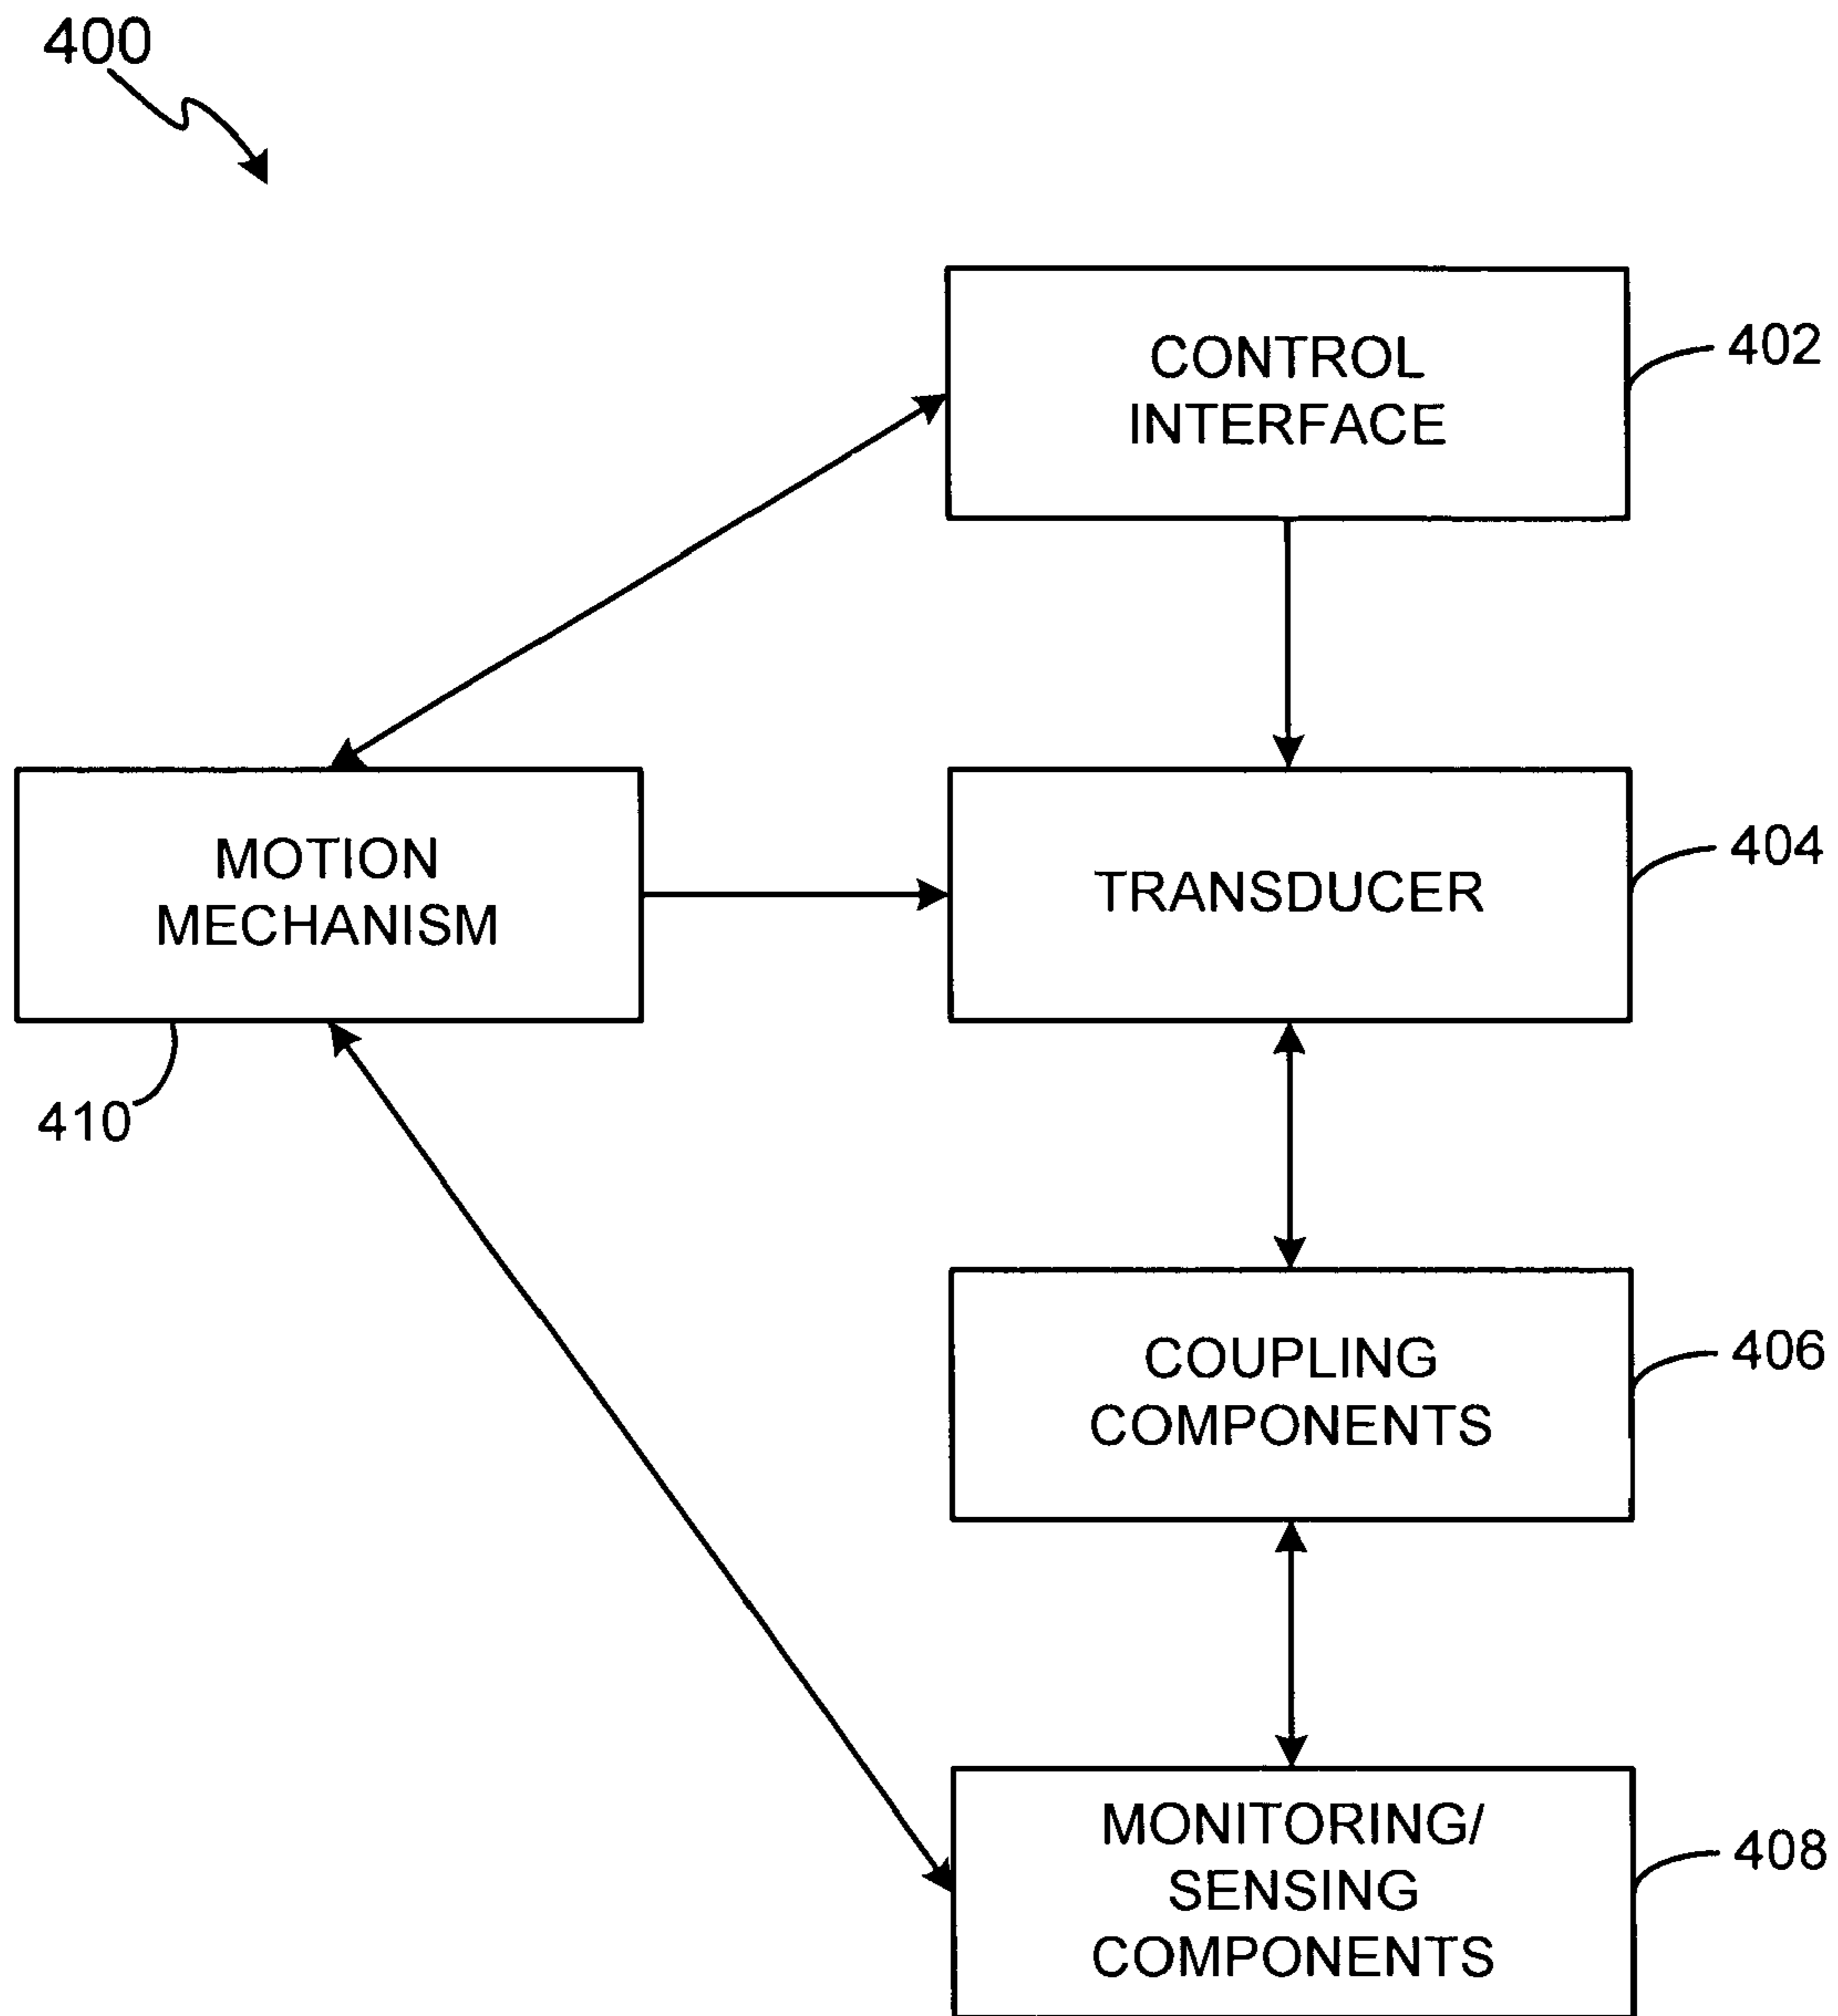 400
CONTROL
INTERFACE
402
MOTION
MECHANISM
410
TRANSDUCER
404
COUPLING
COMPONENTS
406
MONITORING/
SENSING
COMPONENTS
408